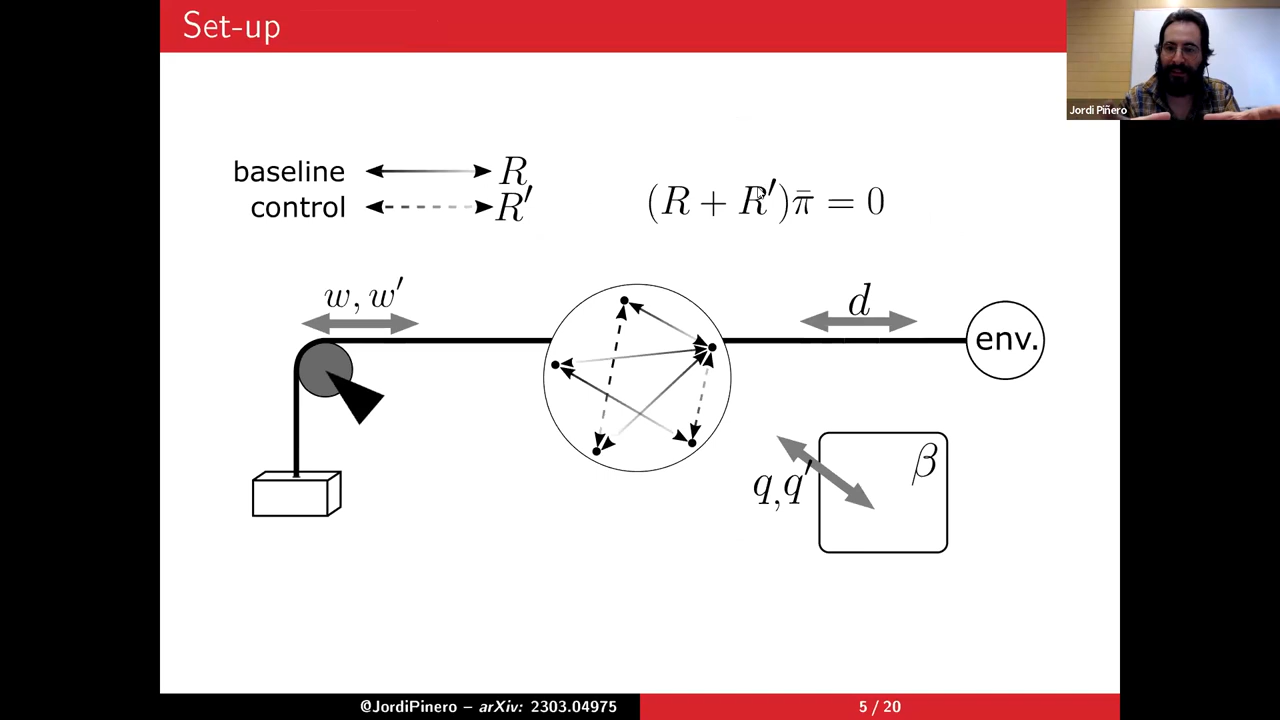 Set-up
Jordi Piñero
baseline R
control R′
(R + R′)π̄ = 0
w, w′
d
env.
β
q, q′
@JordiPinero – arXiv: 2303.04975
5 / 20